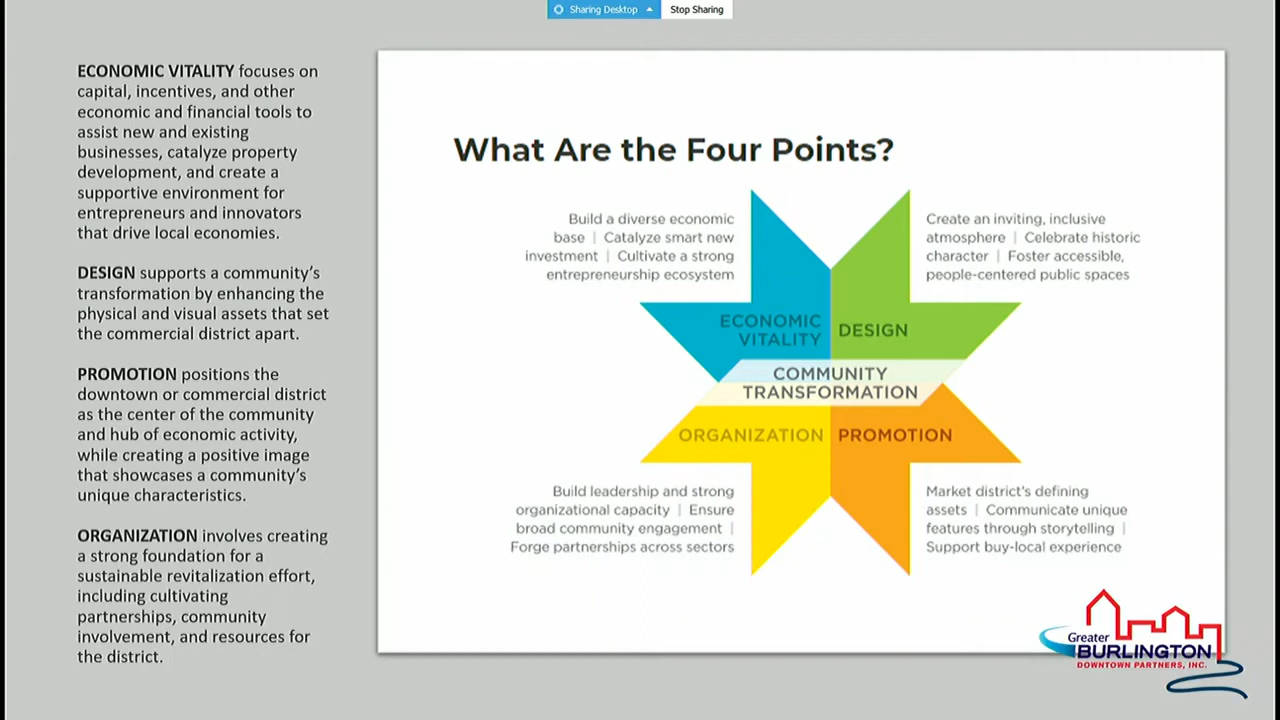 Sharing Desktop
Stop Sharing
ECONOMIC VITALITY focuses on
capital, incentives, and other
economic and financial tools to
assist new and existing
businesses, catalyze property
development, and create a
supportive environment for
entrepreneurs and innovators
that drive local economies.
DESIGN supports a community's
transformation by enhancing the
physical and visual assets that set
the commercial district apart.
PROMOTION positions the
downtown or commercial district
as the center of the community
and hub of economic activity,
while creating a positive image
that showcases a community's
unique characteristics.
ORGANIZATION involves creating
a strong foundation for a
sustainable revitalization effort,
including cultivating
partnerships, community
involvement, and resources for
the district.
What Are the Four Points?
Build a diverse economic
base | Catalyze smart new
investment | Cultivate a strong
entrepreneurship ecosystem
Create an inviting, inclusive
atmosphere | Celebrate historic
character | Foster accessible,
people-centered public spaces
ECONOMIC
VITALITY
DESIGN
COMMUNITY
TRANSFORMATION
ORGANIZATION
PROMOTION
Build leadership and strong
organizational capacity | Ensure
broad community engagement |
Forge partnerships across sectors
Market district's defining
assets | Communicate unique
features through storytelling |
Support buy-local experience
Greater
BURLINGTON
DOWNTOWN PARTNERS, INC.